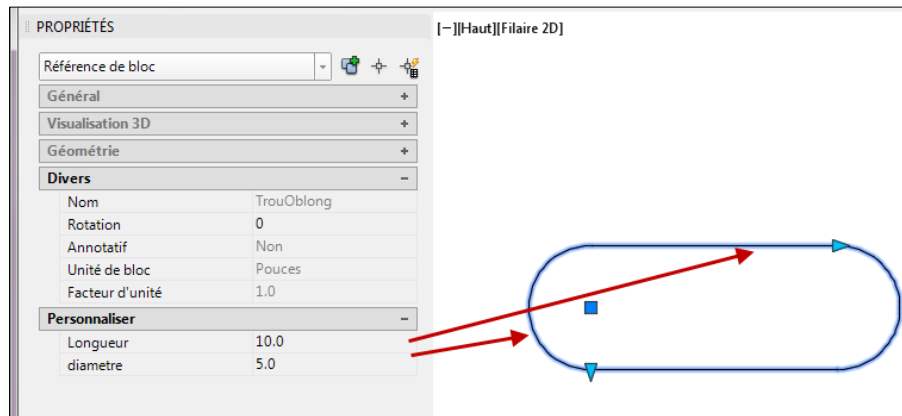 PROPRIÉTÉS
[−][Haut][Filaire 2D]
Référence de bloc
Général
Visualisation 3D
Géométrie
Divers
Nom TrouOblong
Rotation 0
Annotatif Non
Unité de bloc Pouces
Facteur d'unité 1.0
Personnaliser
Longueur 10.0
diametre 5.0